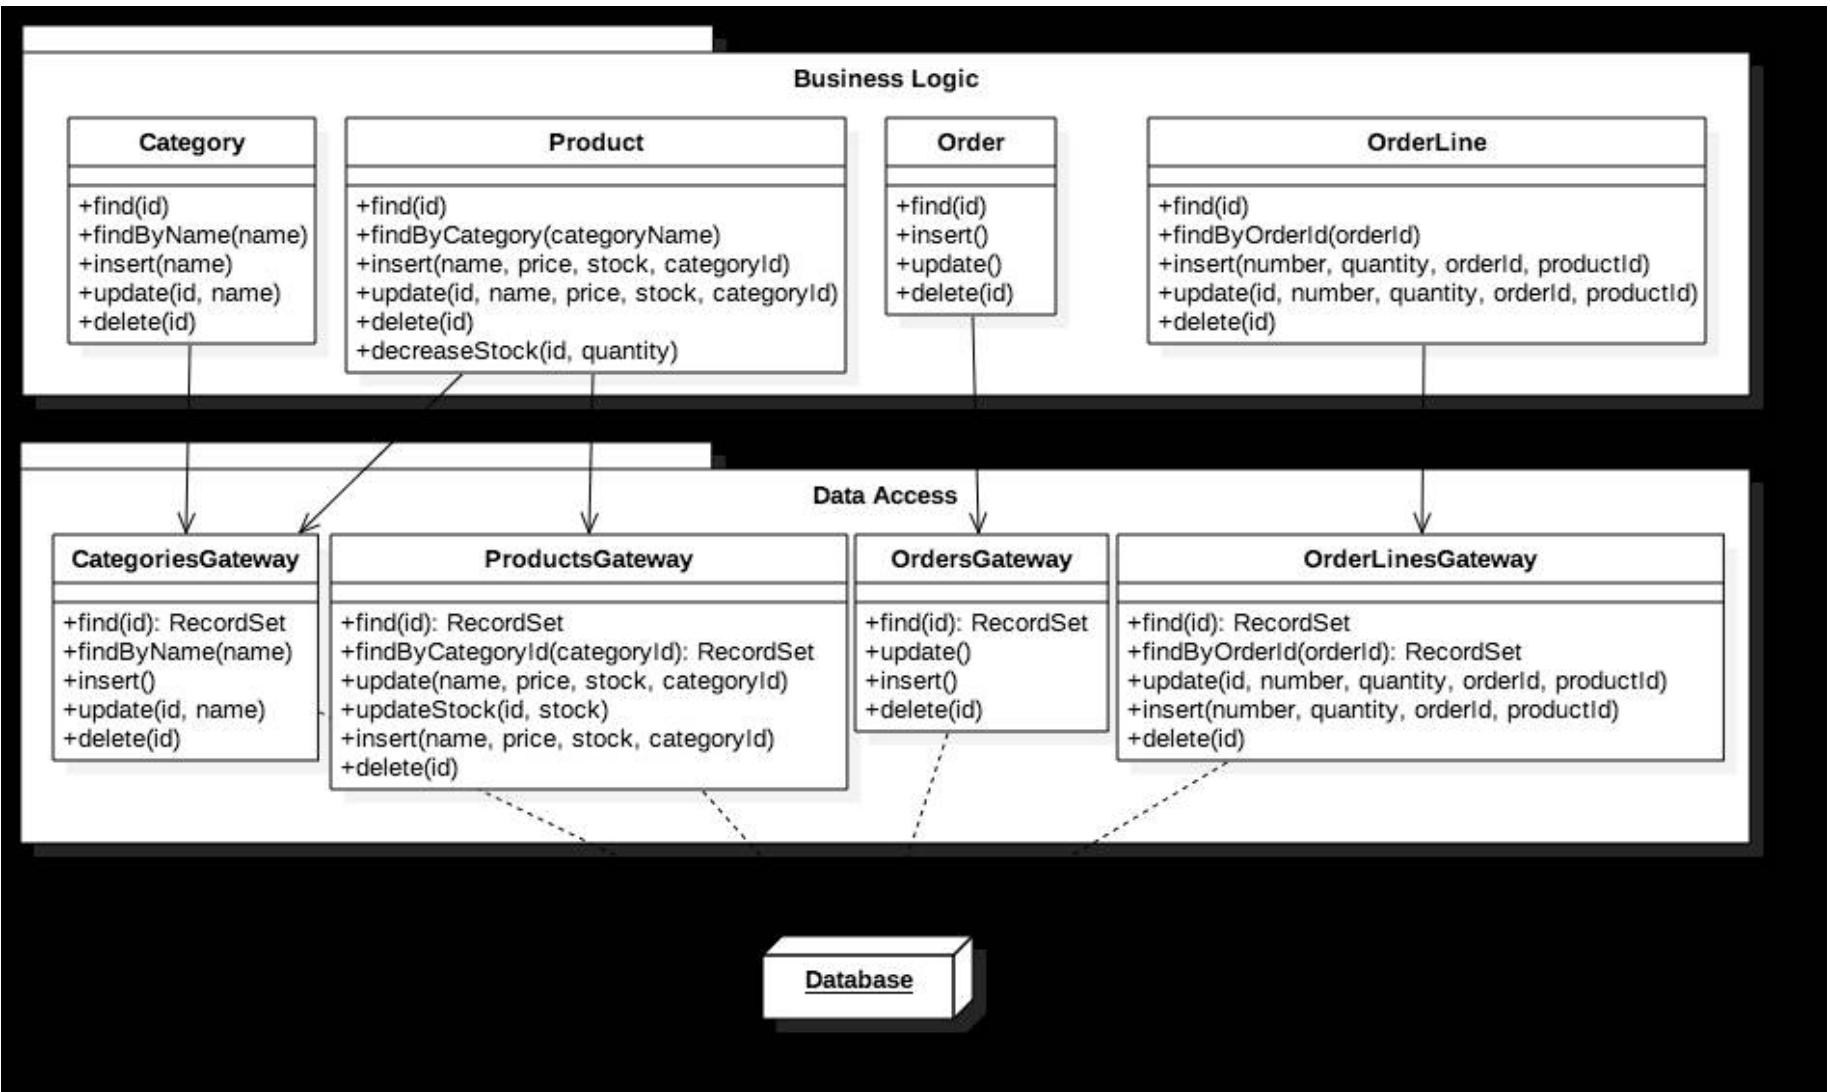 Business Logic
Category
+find(id)
+findByName(name)
+insert(name)
+update(id, name)
+delete(id)
Product
+find(id)
+findByCategory(categoryName)
+insert(name, price, stock, categoryId)
+update(id, name, price, stock, categoryId)
+delete(id)
+decreaseStock(id, quantity)
Order
+find(id)
+insert()
+update()
+delete(id)
OrderLine
+find(id)
+findByOrderId(orderId)
+insert(number, quantity, orderId, productId)
+update(id, number, quantity, orderId, productId)
+delete(id)
Data Access
CategoriesGateway
+find(id): RecordSet
+findByName(name)
+insert()
+update(id, name)
+delete(id)
ProductsGateway
+find(id): RecordSet
+findByCategoryId(categoryId): RecordSet
+update(name, price, stock, categoryId)
+updateStock(id, stock)
+insert(name, price, stock, categoryId)
+delete(id)
OrdersGateway
+find(id): RecordSet
+update()
+insert()
+delete(id)
OrderLinesGateway
+find(id): RecordSet
+findByOrderId(orderId): RecordSet
+update(id, number, quantity, orderId, productId)
+insert(number, quantity, orderId, productId)
+delete(id)
Database